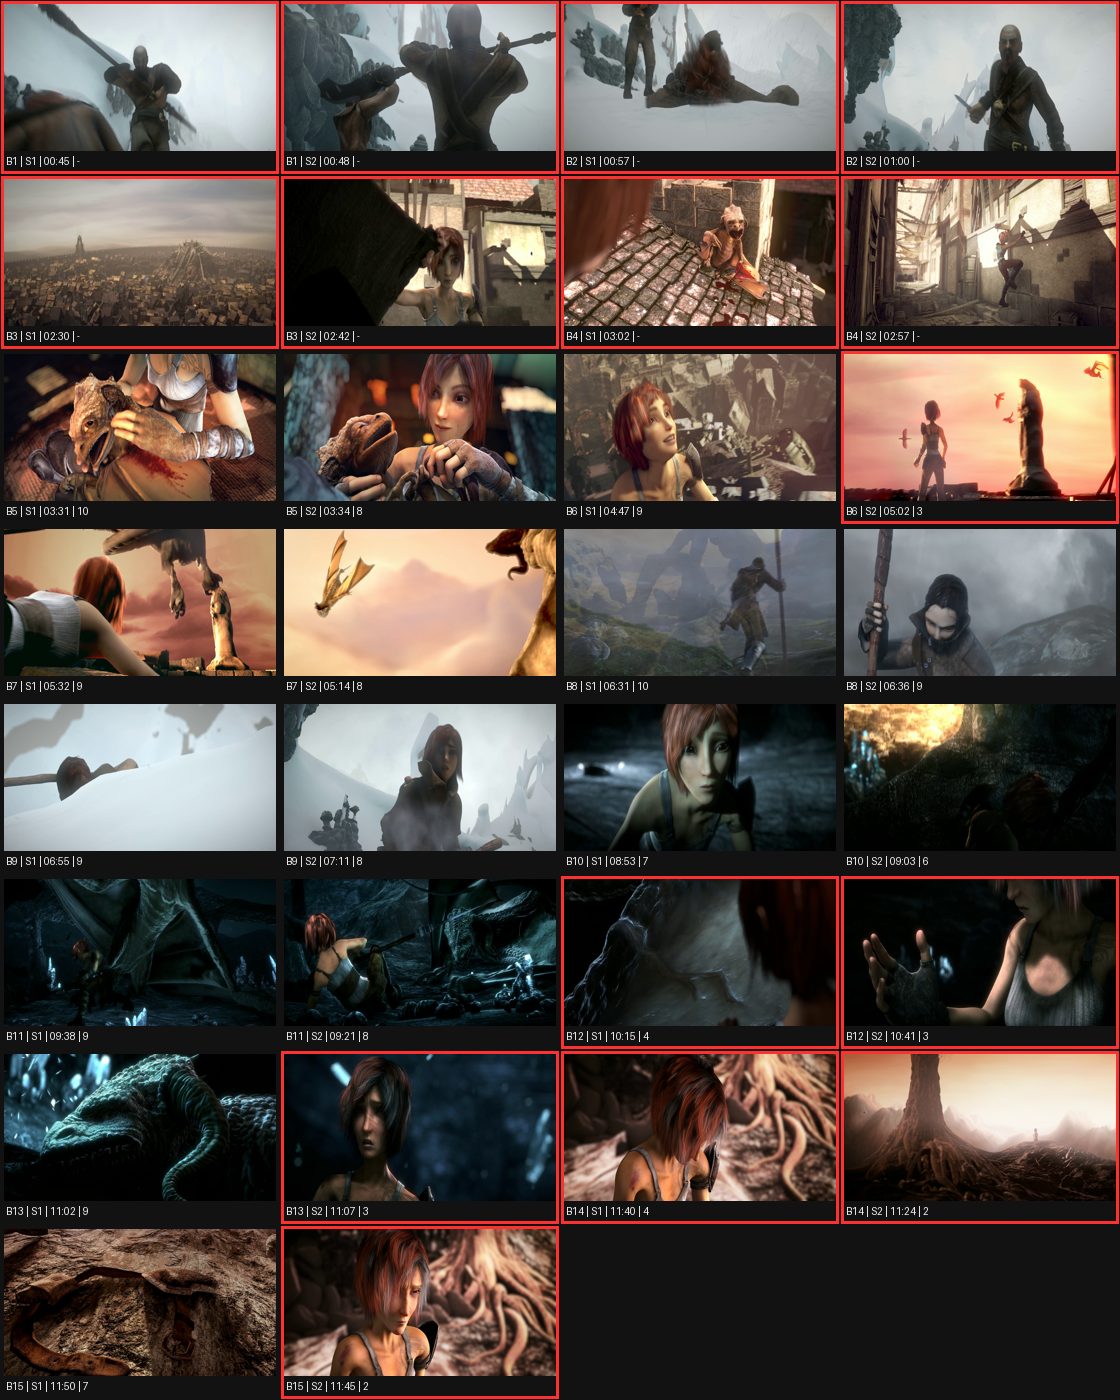 B1 | S1 | 00:45 | -
B1 | S2 | 00:48 | -
B2 | S1 | 00:57 | -
B2 | S2 | 01:00 | -
B3 | S1 | 02:30 | -
B3 | S2 | 02:42 | -
B4 | S1 | 03:02 | -
B4 | S2 | 02:57 | -
B5 | S1 | 03:31 | 10
B5 | S2 | 03:34 | 8
B6 | S1 | 04:47 | 9
B6 | S2 | 05:02 | 3
B7 | S1 | 05:32 | 9
B7 | S2 | 05:14 | 8
B8 | S1 | 06:31 | 10
B8 | S2 | 06:36 | 9
B9 | S1 | 06:55 | 9
B9 | S2 | 07:11 | 8
B10 | S1 | 08:53 | 7
B10 | S2 | 09:03 | 6
B11 | S1 | 09:38 | 9
B11 | S2 | 09:21 | 8
B12 | S1 | 10:15 | 4
B12 | S2 | 10:41 | 3
B13 | S1 | 11:02 | 9
B13 | S2 | 11:07 | 3
B14 | S1 | 11:40 | 4
B14 | S2 | 11:24 | 2
B15 | S1 | 11:50 | 7
B15 | S2 | 11:45 | 2